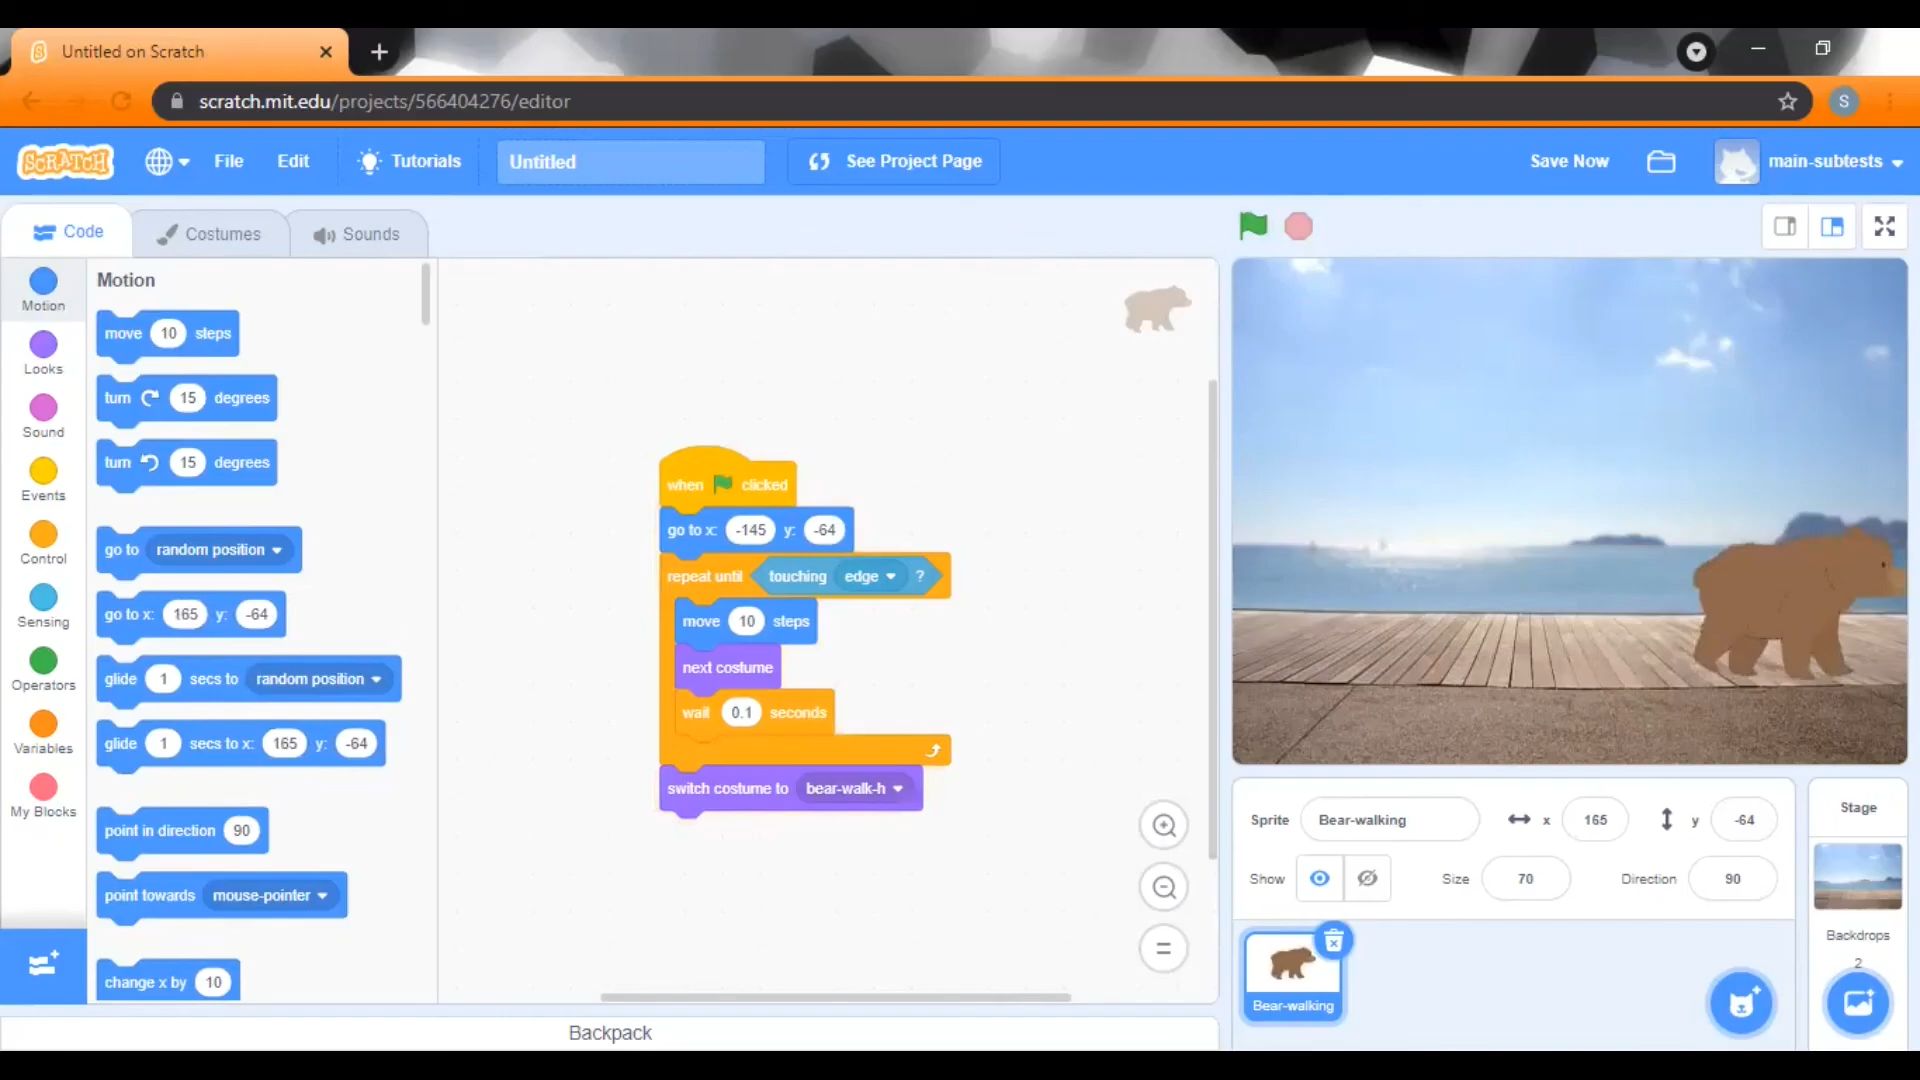 Untitled on Scratch
scratch.mit.edu/projects/566404276/editor
S
SCRATCH
File
Edit
Tutorials
Untitled
See Project Page
Save Now
main-subtests
Code
Costumes
Sounds
Motion
Looks
Sound
Events
Control
Sensing
Operators
Variables
My Blocks
Motion
move 10 steps
turn 15 degrees
turn 15 degrees
go to random position
go to x: 165 y: -64
glide 1 secs to random position
glide 1 secs to x: 165 y: -64
point in direction 90
point towards mouse-pointer
change x by 10
when clicked
go to x: -145 y: -64
repeat until touching edge ?
move 10 steps
next costume
wait 0.1 seconds
switch costume to bear-walk-h
Backpack
Sprite Bear-walking x 165 y -64
Show Size 70 Direction 90
Bear-walking
Stage
Backdrops
2